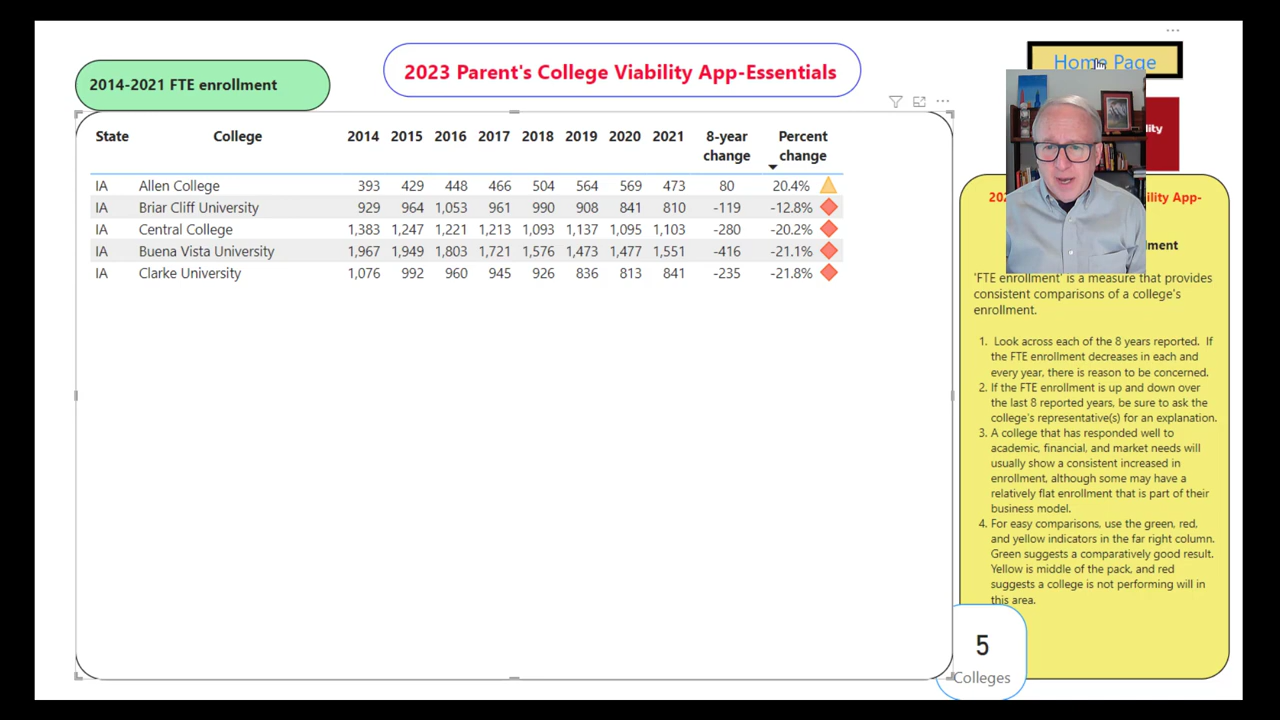 2014-2021 FTE enrollment
2023 Parent's College Viability App-Essentials
Home Page
State College 2014 2015 2016 2017 2018 2019 2020 2021 8-year change Percent change
IA Allen College 393 429 448 466 504 564 569 473 80 20.4%
IA Briar Cliff University 929 964 1,053 961 990 908 841 810 -119 -12.8%
IA Central College 1,383 1,247 1,221 1,213 1,093 1,137 1,095 1,103 -280 -20.2%
IA Buena Vista University 1,967 1,949 1,803 1,721 1,576 1,473 1,477 1,551 -416 -21.1%
IA Clarke University 1,076 992 960 945 926 836 813 841 -235 -21.8%
'FTE enrollment' is a measure that provides
consistent comparisons of a college's
enrollment.
1. Look across each of the 8 years reported. If
the FTE enrollment decreases in each and
every year, there is reason to be concerned.
2. If the FTE enrollment is up and down over
the last 8 reported years, be sure to ask the
college's representative(s) for an explanation.
3. A college that has responded well to
academic, financial, and market needs will
usually show a consistent increased in
enrollment, although some may have a
relatively flat enrollment that is part of their
business model.
4. For easy comparisons, use the green, red,
and yellow indicators in the far right column.
Green suggests a comparatively good result.
Yellow is middle of the pack, and red
suggests a college is not performing will in
this area.
5
Colleges